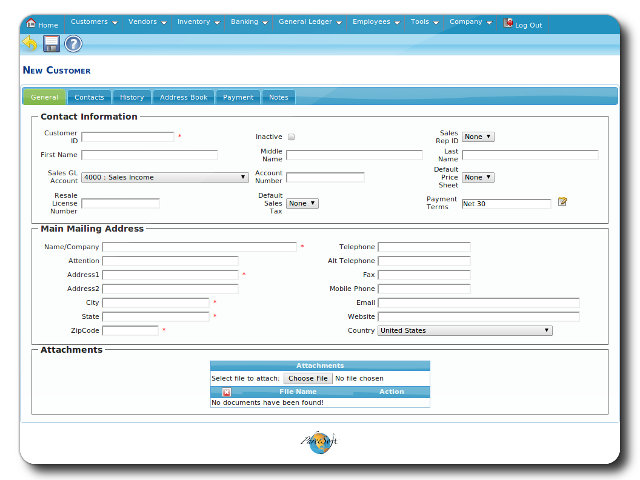 Home Customers Vendors Inventory Banking General Ledger Employees Tools Company Log Out
New Customer
General Contacts History Address Book Payment Notes
Contact Information
Customer ID * Inactive Sales Rep ID None
First Name Middle Name Last Name
Sales GL Account 4000 : Sales Income Account Number Default Price Sheet None
Resale License Number Default Sales Tax None Payment Terms Net 30
Main Mailing Address
Name/Company * Telephone
Attention Alt Telephone
Address1 * Fax
Address2 Mobile Phone
City * Email
State * Website
ZipCode * Country United States
Attachments
Attachments
Select file to attach: Choose File No file chosen
File Name Action
No documents have been found!